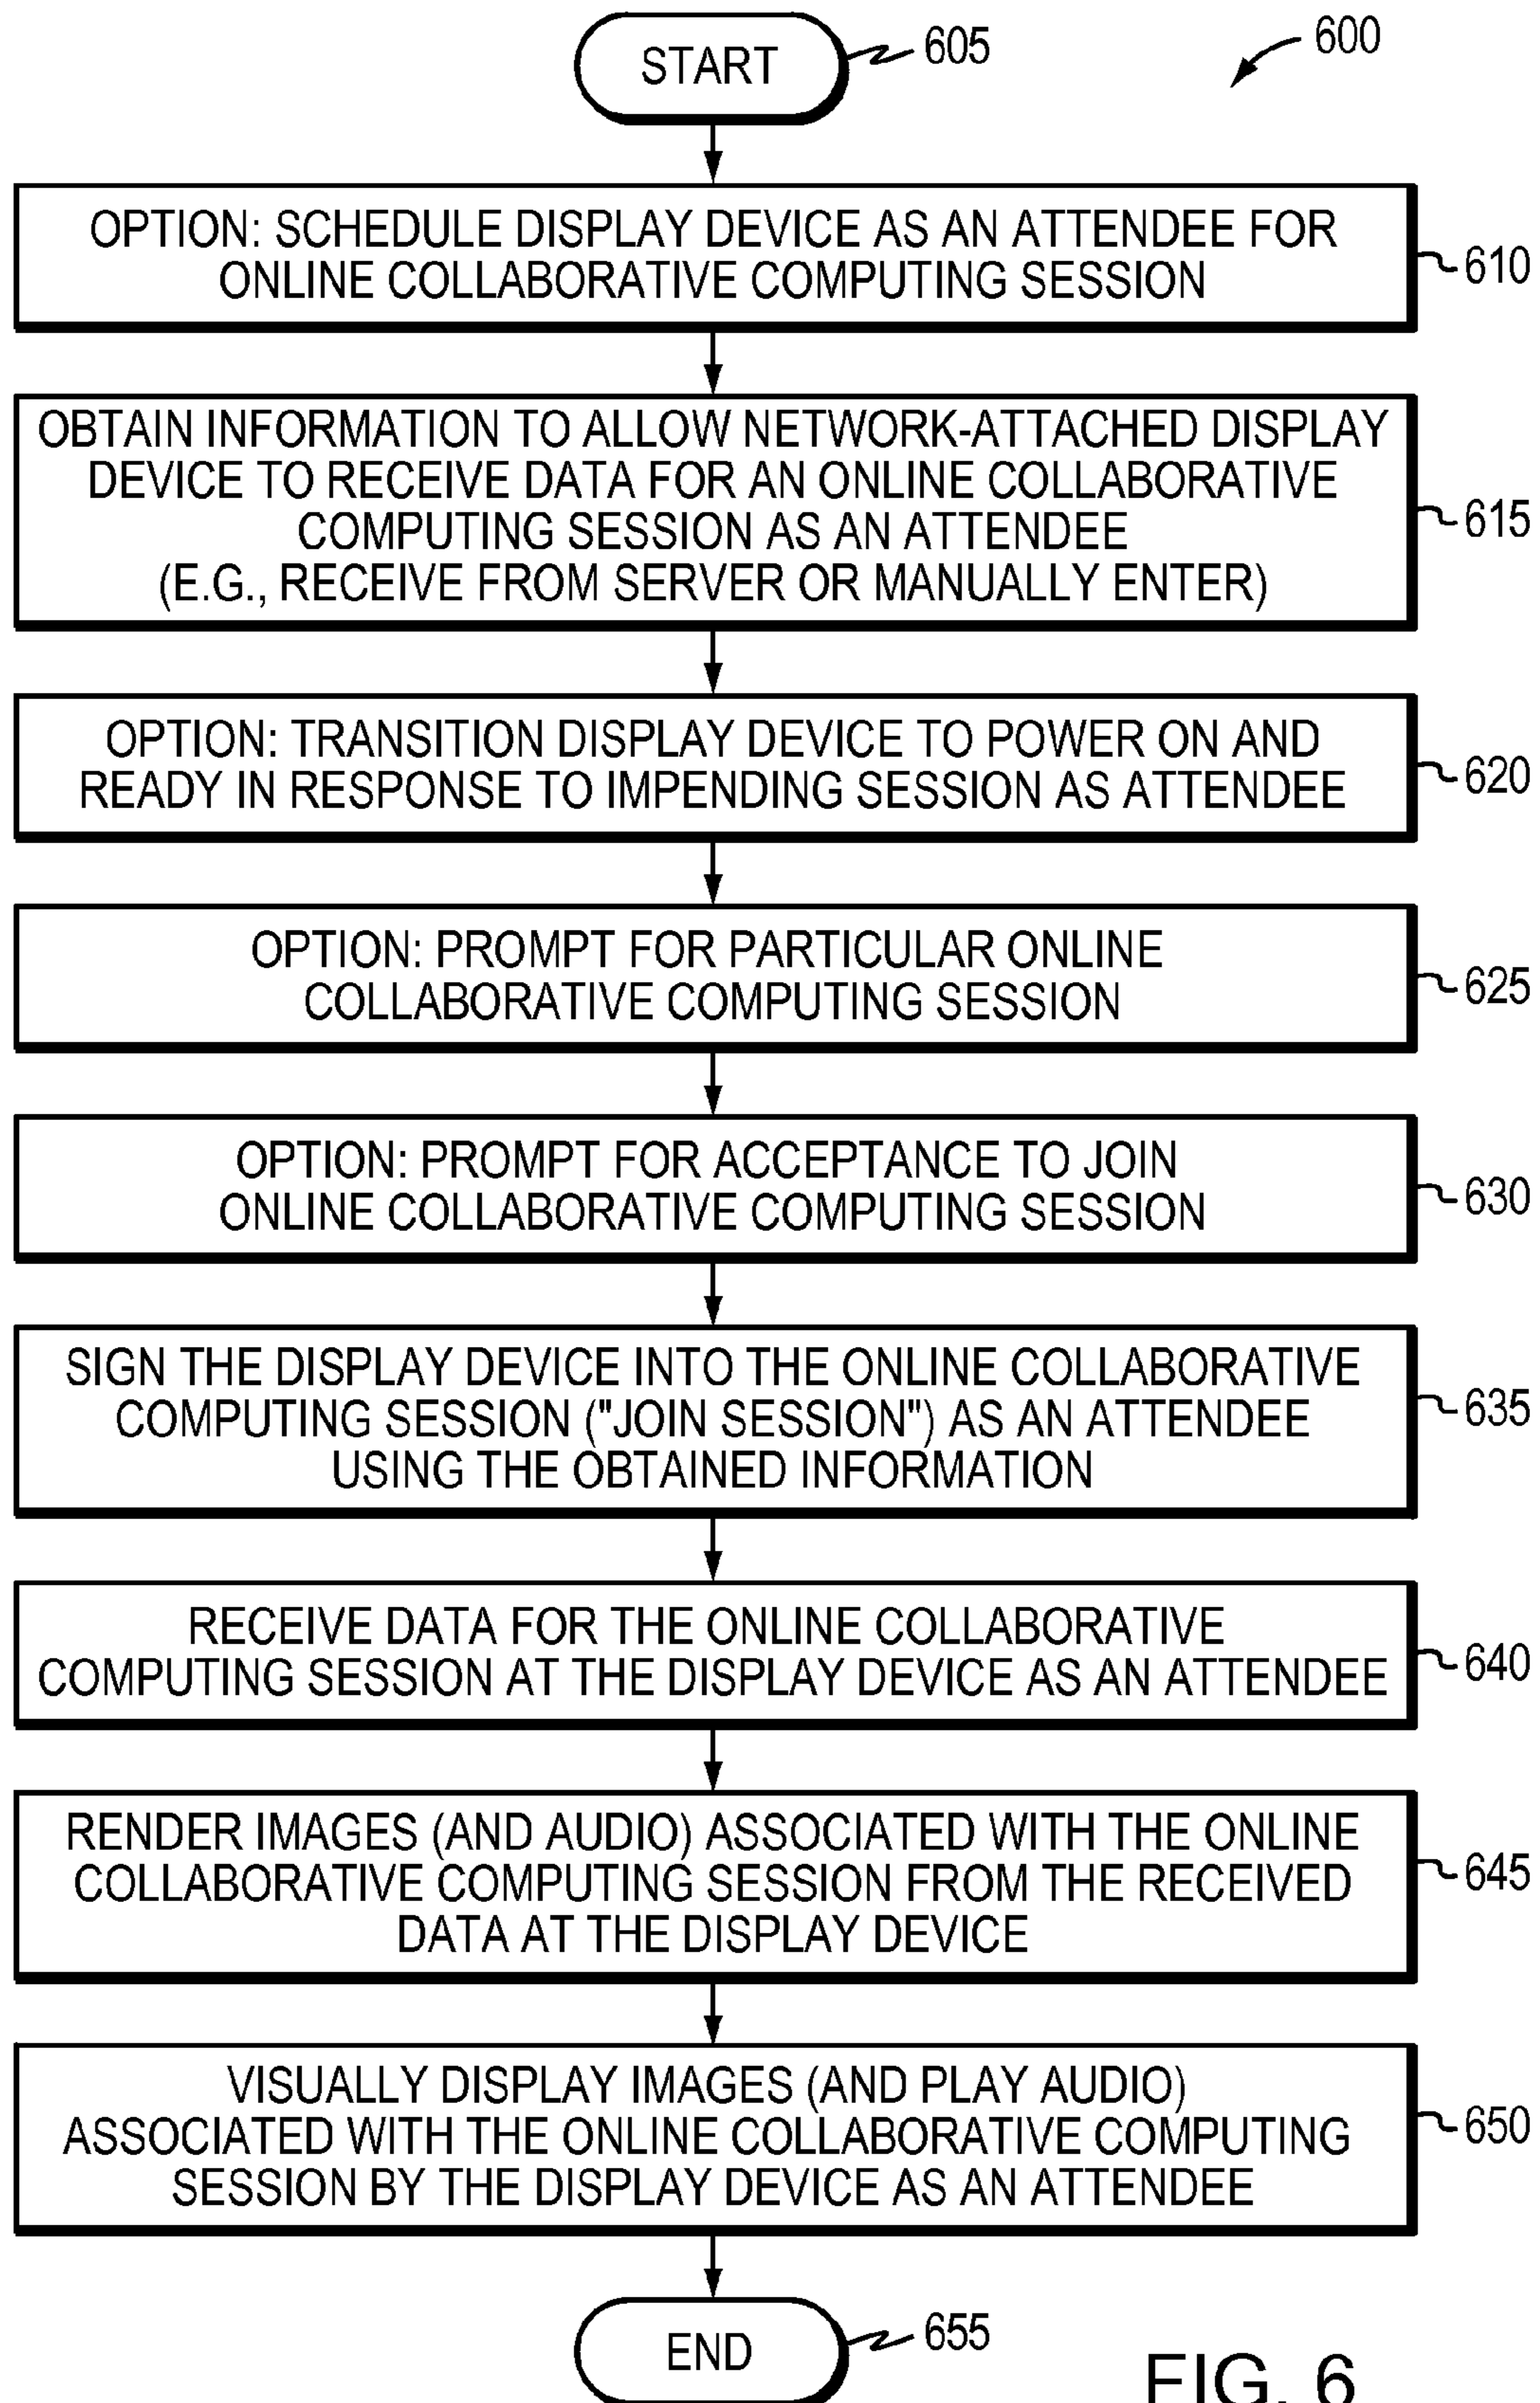 START
605
600
OPTION: SCHEDULE DISPLAY DEVICE AS AN ATTENDEE FOR
ONLINE COLLABORATIVE COMPUTING SESSION
610
OBTAIN INFORMATION TO ALLOW NETWORK-ATTACHED DISPLAY
DEVICE TO RECEIVE DATA FOR AN ONLINE COLLABORATIVE
COMPUTING SESSION AS AN ATTENDEE
(E.G., RECEIVE FROM SERVER OR MANUALLY ENTER)
615
OPTION: TRANSITION DISPLAY DEVICE TO POWER ON AND
READY IN RESPONSE TO IMPENDING SESSION AS ATTENDEE
620
OPTION: PROMPT FOR PARTICULAR ONLINE
COLLABORATIVE COMPUTING SESSION
625
OPTION: PROMPT FOR ACCEPTANCE TO JOIN
ONLINE COLLABORATIVE COMPUTING SESSION
630
SIGN THE DISPLAY DEVICE INTO THE ONLINE COLLABORATIVE
COMPUTING SESSION ("JOIN SESSION") AS AN ATTENDEE
USING THE OBTAINED INFORMATION
635
RECEIVE DATA FOR THE ONLINE COLLABORATIVE
COMPUTING SESSION AT THE DISPLAY DEVICE AS AN ATTENDEE
640
RENDER IMAGES (AND AUDIO) ASSOCIATED WITH THE ONLINE
COLLABORATIVE COMPUTING SESSION FROM THE RECEIVED
DATA AT THE DISPLAY DEVICE
645
VISUALLY DISPLAY IMAGES (AND PLAY AUDIO)
ASSOCIATED WITH THE ONLINE COLLABORATIVE COMPUTING
SESSION BY THE DISPLAY DEVICE AS AN ATTENDEE
650
END
655
FIG. 6